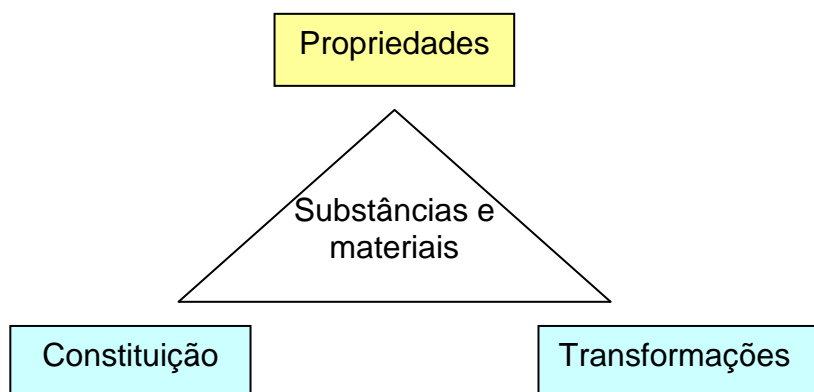 Propriedades
Substâncias e
materiais
Constituição
Transformações